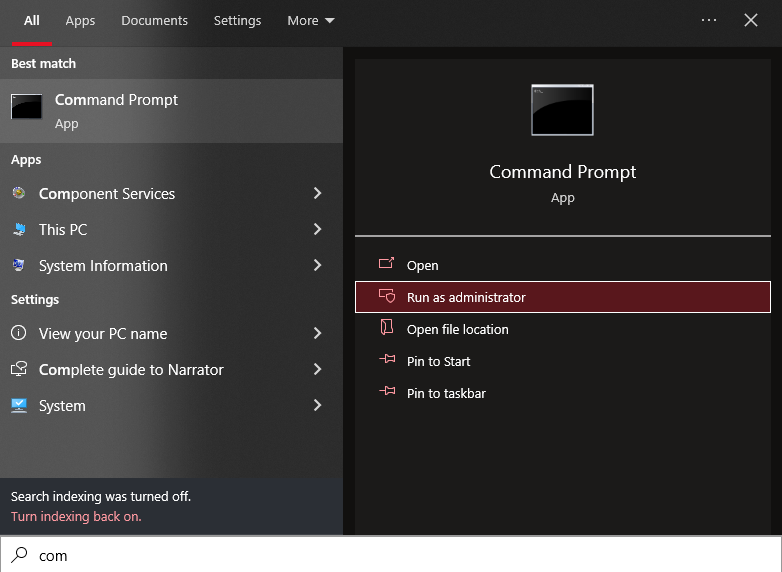 All Apps Documents Settings More
Best match
Command Prompt
App
Apps
Component Services
This PC
System Information
Settings
View your PC name
Complete guide to Narrator
System
Search indexing was turned off.
Turn indexing back on.
Command Prompt
App
Open
Run as administrator
Open file location
Pin to Start
Pin to taskbar
com